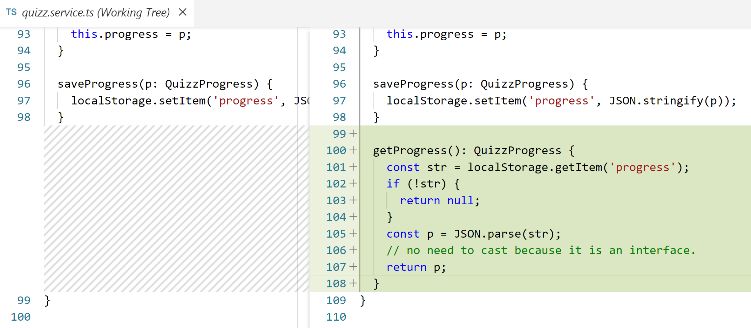 TS quizz.service.ts (Working Tree) ×
93 this.progress = p;
94 }
95
96 saveProgress(p: QuizzProgress) {
97 localStorage.setItem('progress', JSO
98 }
99 }
100
93 this.progress = p;
94 }
95
96 saveProgress(p: QuizzProgress) {
97 localStorage.setItem('progress', JSON.stringify(p));
98 }
99 +
100 + getProgress(): QuizzProgress {
101 + const str = localStorage.getItem('progress');
102 + if (!str) {
103 + return null;
104 + }
105 + const p = JSON.parse(str);
106 + // no need to cast because it is an interface.
107 + return p;
108 + }
109 }
110